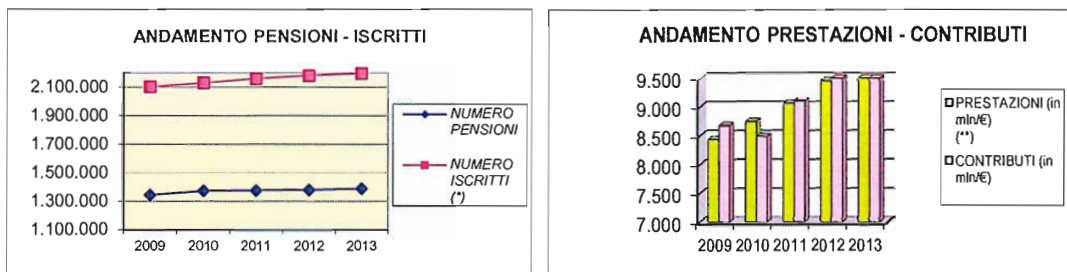 ANDAMENTO PENSIONI - ISCRITTI
2.100.000
1.900.000
1.700.000
1.500.000
1.300.000
1.100.000
2009 2010 2011 2012 2013
NUMERO
PENSIONI
NUMERO
ISCRITTI
(*)
ANDAMENTO PRESTAZIONI - CONTRIBUTI
9.500
9.000
8.500
8.000
7.500
7.000
2009 2010 2011 2012 2013
PRESTAZIONI (in
mln/€)
(**)
CONTRIBUTI (in
mln/€)